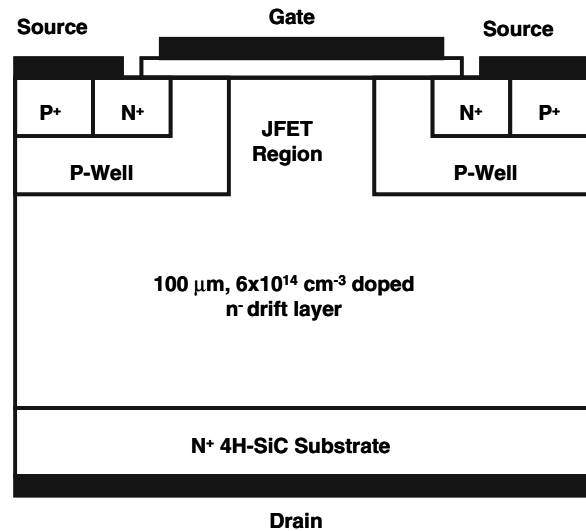 Gate
Source Source
P+ N+ N+ P+
JFET
Region
P-Well P-Well
100 μm, 6x10¹⁴ cm⁻³ doped
n⁻ drift layer
N⁺ 4H-SiC Substrate
Drain